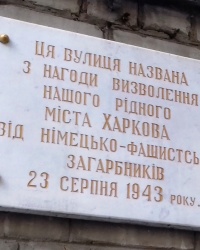 ЦЯ ВУЛИЦЯ НАЗВАНА
З НАГОДИ ВИЗВОЛЕННЯ
НАШОГО РІДНОГО
МІСТА ХАРКОВА
ВІД НІМЕЦЬКО-ФАШИСТСЬ
ЗАГАРБНИКІВ
23 СЕРПНЯ 1943 РОКУ.